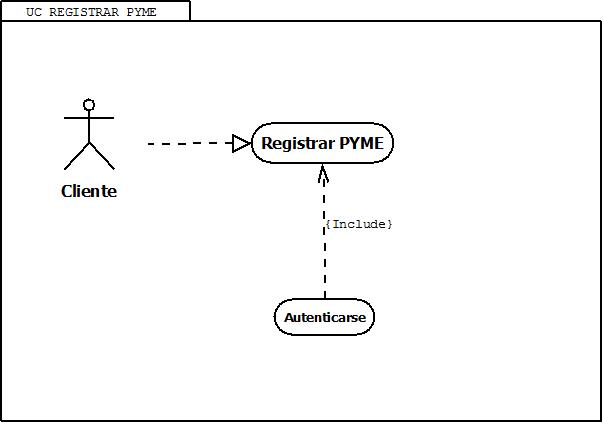 UC REGISTRAR PYME
Registrar PYME
Cliente
{Include}
Autenticarse